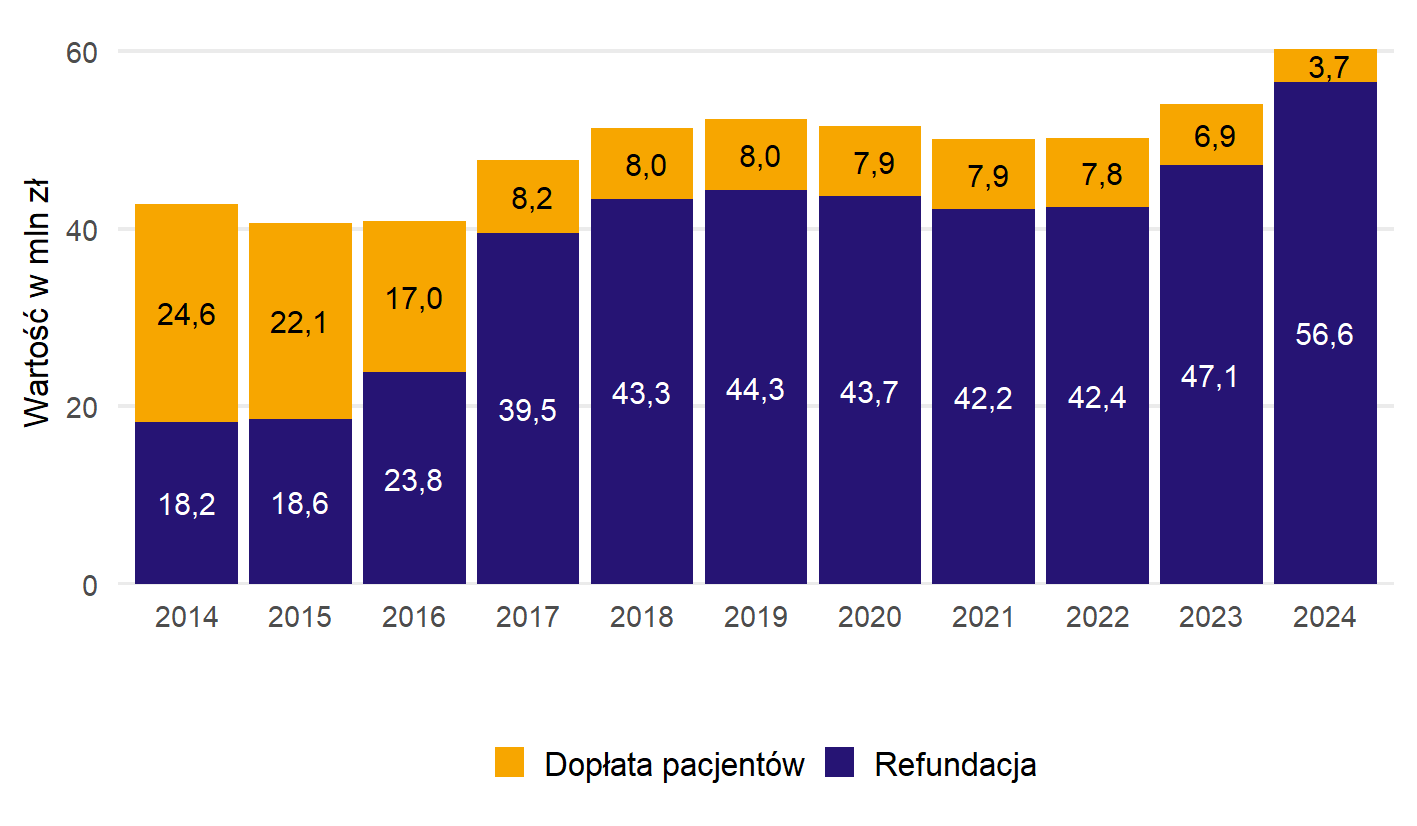 Wartość w mln zł
60
40
20
0
24,6 22,1 17,0 8,2 8,0 8,0 7,9 7,9 7,8 6,9 3,7
18,2 18,6 23,8 39,5 43,3 44,3 43,7 42,2 42,4 47,1 56,6
2014 2015 2016 2017 2018 2019 2020 2021 2022 2023 2024
Dopłata pacjentów Refundacja